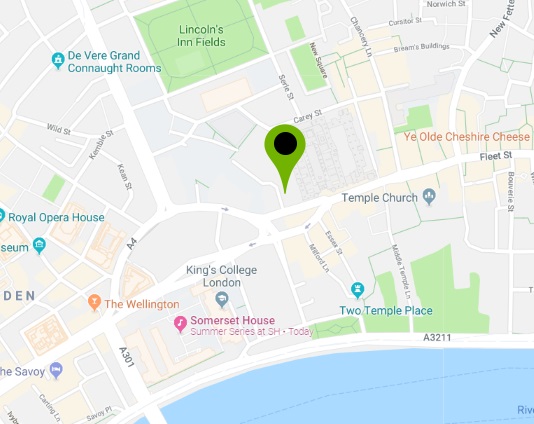 Norwich St
Lincoln's
Inn Fields
Cursitor St
New Fette
Chancery Ln
Bream's Buildings
De Vere Grand
Connaught Rooms
New Square
Serle St
Carey St
Wild St
Kemble St
Ye Olde Cheshire Cheese
Fleet St
Kean St
Temple Church
Bouverie St
Royal Opera House
A4
Essex St
Milford Ln
Middle Temple Ln
seum
King's College
London
DEN
The Wellington
Two Temple Place
Somerset House
Summer Series at SH • Today
A3211
A301
he Savoy
Carting Ln
Savoy Pl
Rive